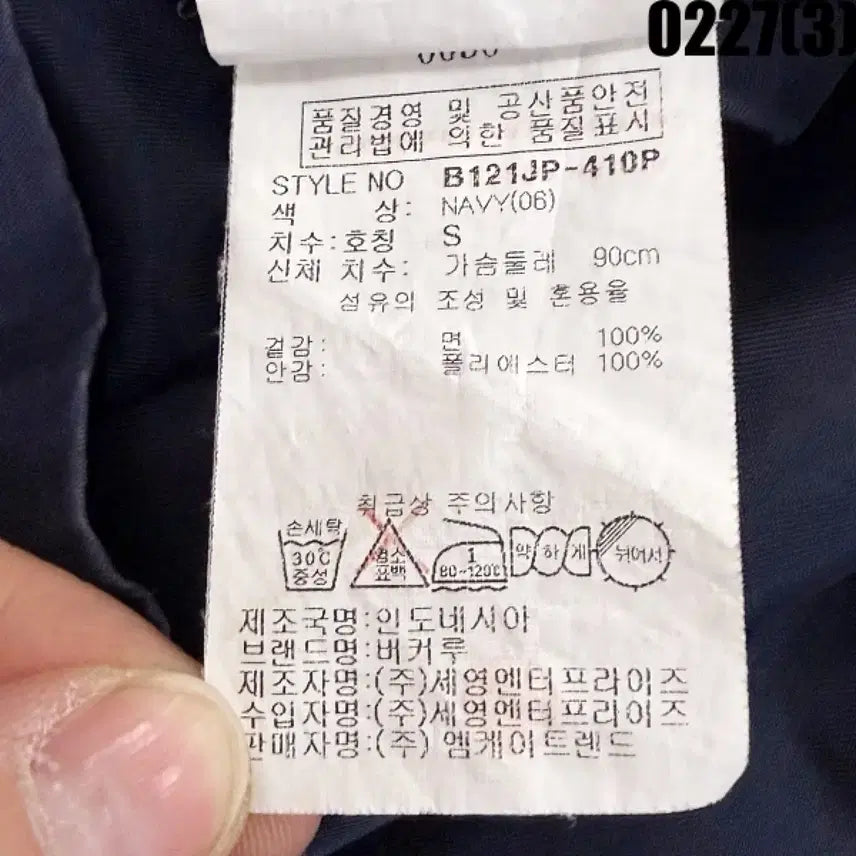 0227(3)
품질경영 및 공산품안전
관리법에 의한 품질표시
STYLE NO B121JP-410P
색 상: NAVY(06)
치수:호칭 S
신체 치수: 가슴둘레 90cm
섬유의 조성 및 혼용율
겉감: 면 100%
안감: 폴리에스터 100%
취급상 주의사항
손세탁
30℃
중성
염소
표백
1
80~120℃
약하게
뉘어서
제조국명:인도네시아
브랜드명:버커루
제조자명:(주)세영엔터프라이즈
수입자명:(주)세영엔터프라이즈
판매자명:(주) 엠케이트렌드